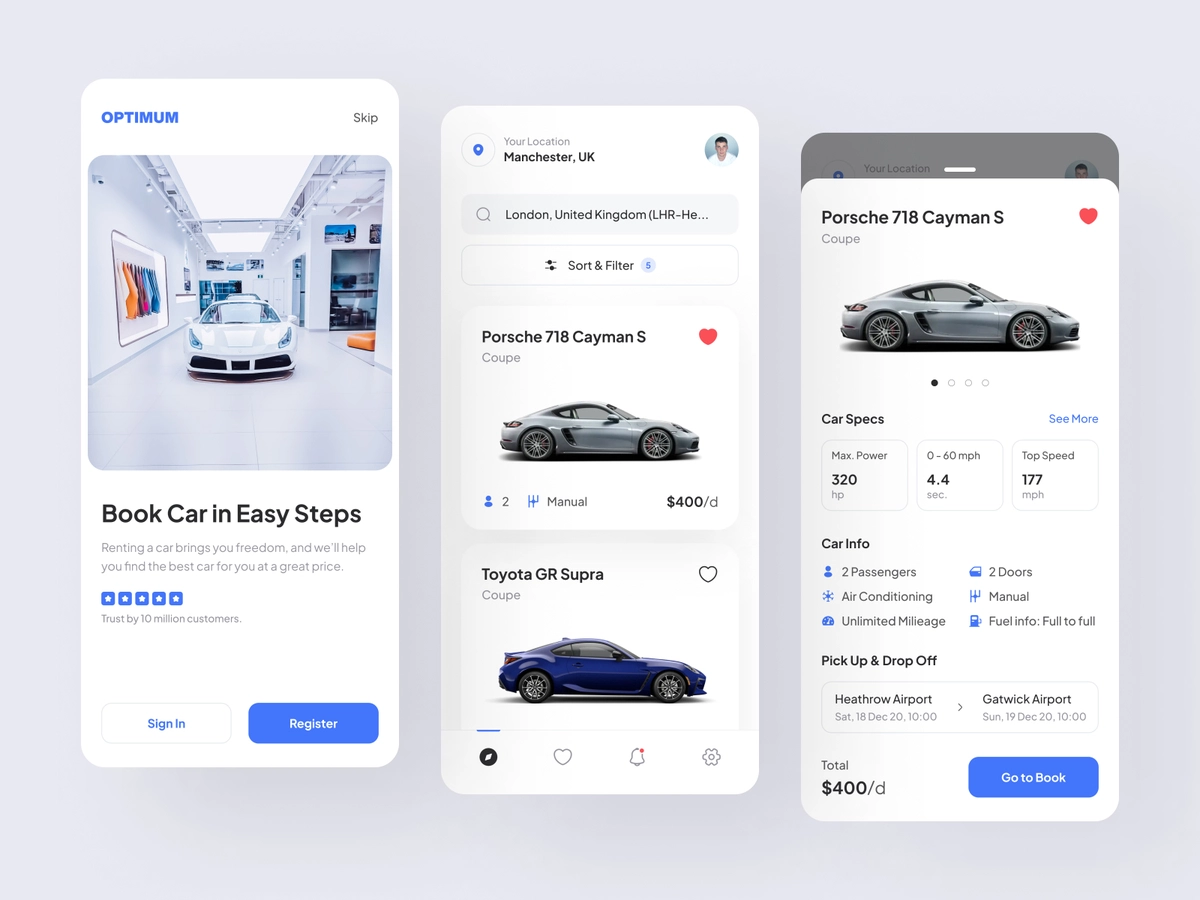 OPTIMUM
Skip
Book Car in Easy Steps
Renting a car brings you freedom, and we'll help
you find the best car for you at a great price.
Trust by 10 million customers.
Sign In
Register
Your Location
Manchester, UK
London, United Kingdom (LHR-He...
Sort & Filter 5
Porsche 718 Cayman S
Coupe
2 Manual $400/d
Toyota GR Supra
Coupe
Your Location
Porsche 718 Cayman S
Coupe
Car Specs See More
Max. Power
320
hp
0 - 60 mph
4.4
sec.
Top Speed
177
mph
Car Info
2 Passengers 2 Doors
Air Conditioning Manual
Unlimited Milieage Fuel info: Full to full
Pick Up & Drop Off
Heathrow Airport
Sat, 18 Dec 20, 10:00
Gatwick Airport
Sun, 19 Dec 20, 10:00
Total
$400/d
Go to Book